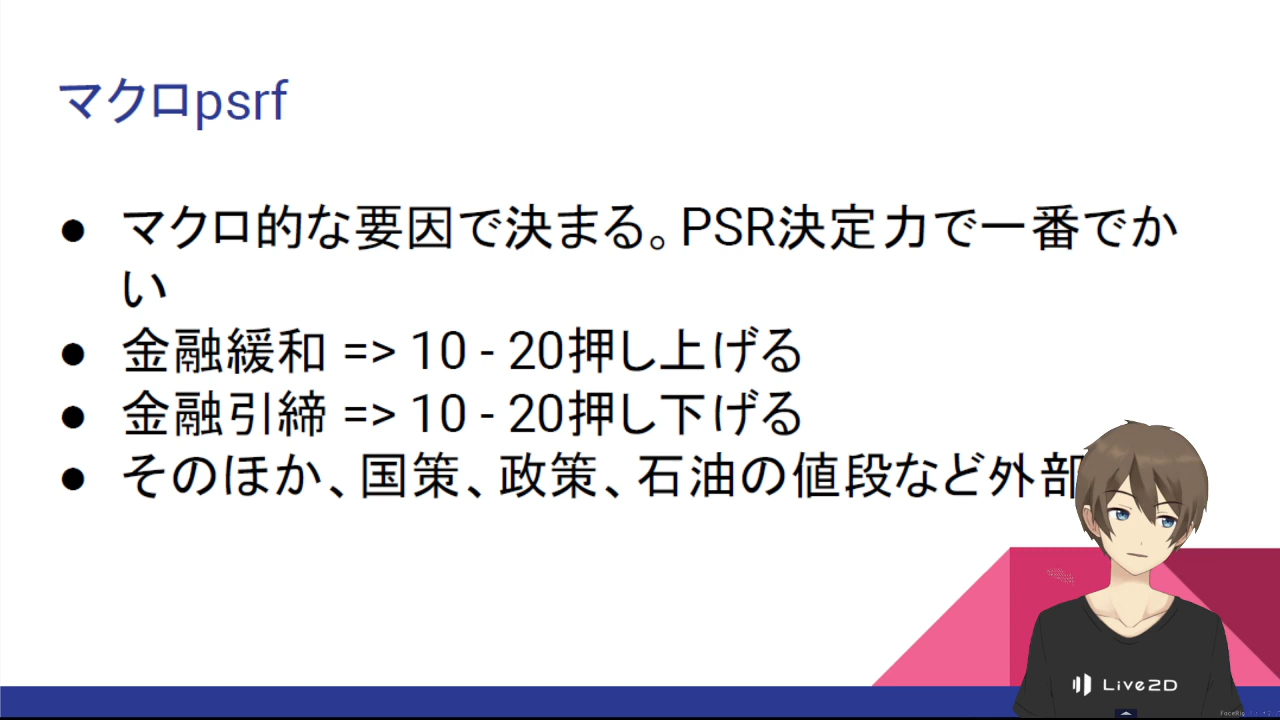 マクロpsrf
● マクロ的な要因で決まる。PSR決定力で一番でか
い
● 金融緩和 => 10 - 20押し上げる
● 金融引締 => 10 - 20押し下げる
● そのほか、国策、政策、石油の値段など外部
Live2D